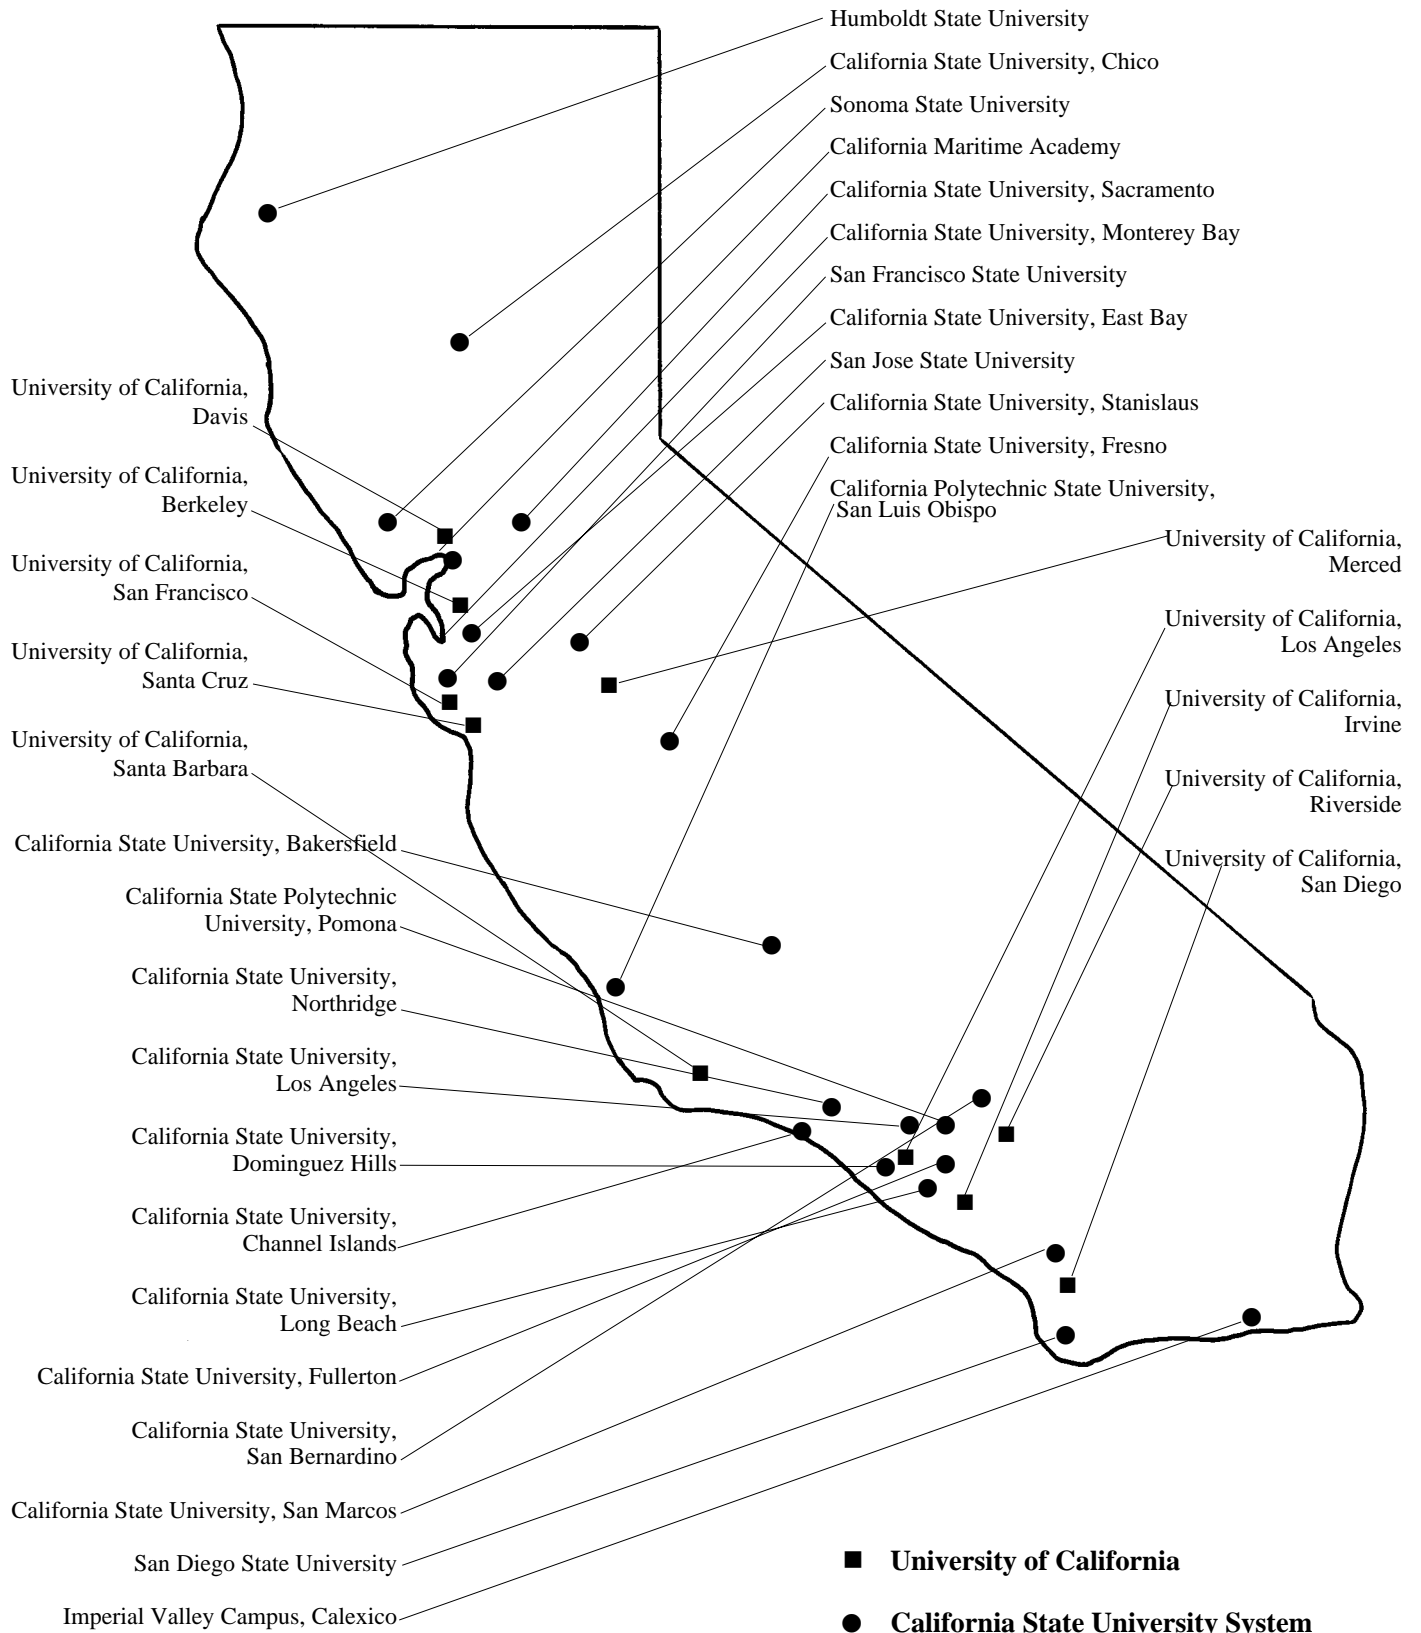 Humboldt State University
California State University, Chico
Sonoma State University
California Maritime Academy
California State University, Sacramento
California State University, Monterey Bay
San Francisco State University
California State University, East Bay
San Jose State University
California State University, Stanislaus
California State University, Fresno
California Polytechnic State University,
San Luis Obispo
University of California,
Merced
University of California,
Los Angeles
University of California,
Irvine
University of California,
Riverside
University of California,
San Diego
University of California,
Davis
University of California,
Berkeley
University of California,
San Francisco
University of California,
Santa Cruz
University of California,
Santa Barbara
California State University, Bakersfield
California State Polytechnic
University, Pomona
California State University,
Northridge
California State University,
Los Angeles
California State University,
Dominguez Hills
California State University,
Channel Islands
California State University,
Long Beach
California State University, Fullerton
California State University,
San Bernardino
California State University, San Marcos
San Diego State University
Imperial Valley Campus, Calexico
University of California
California State University System